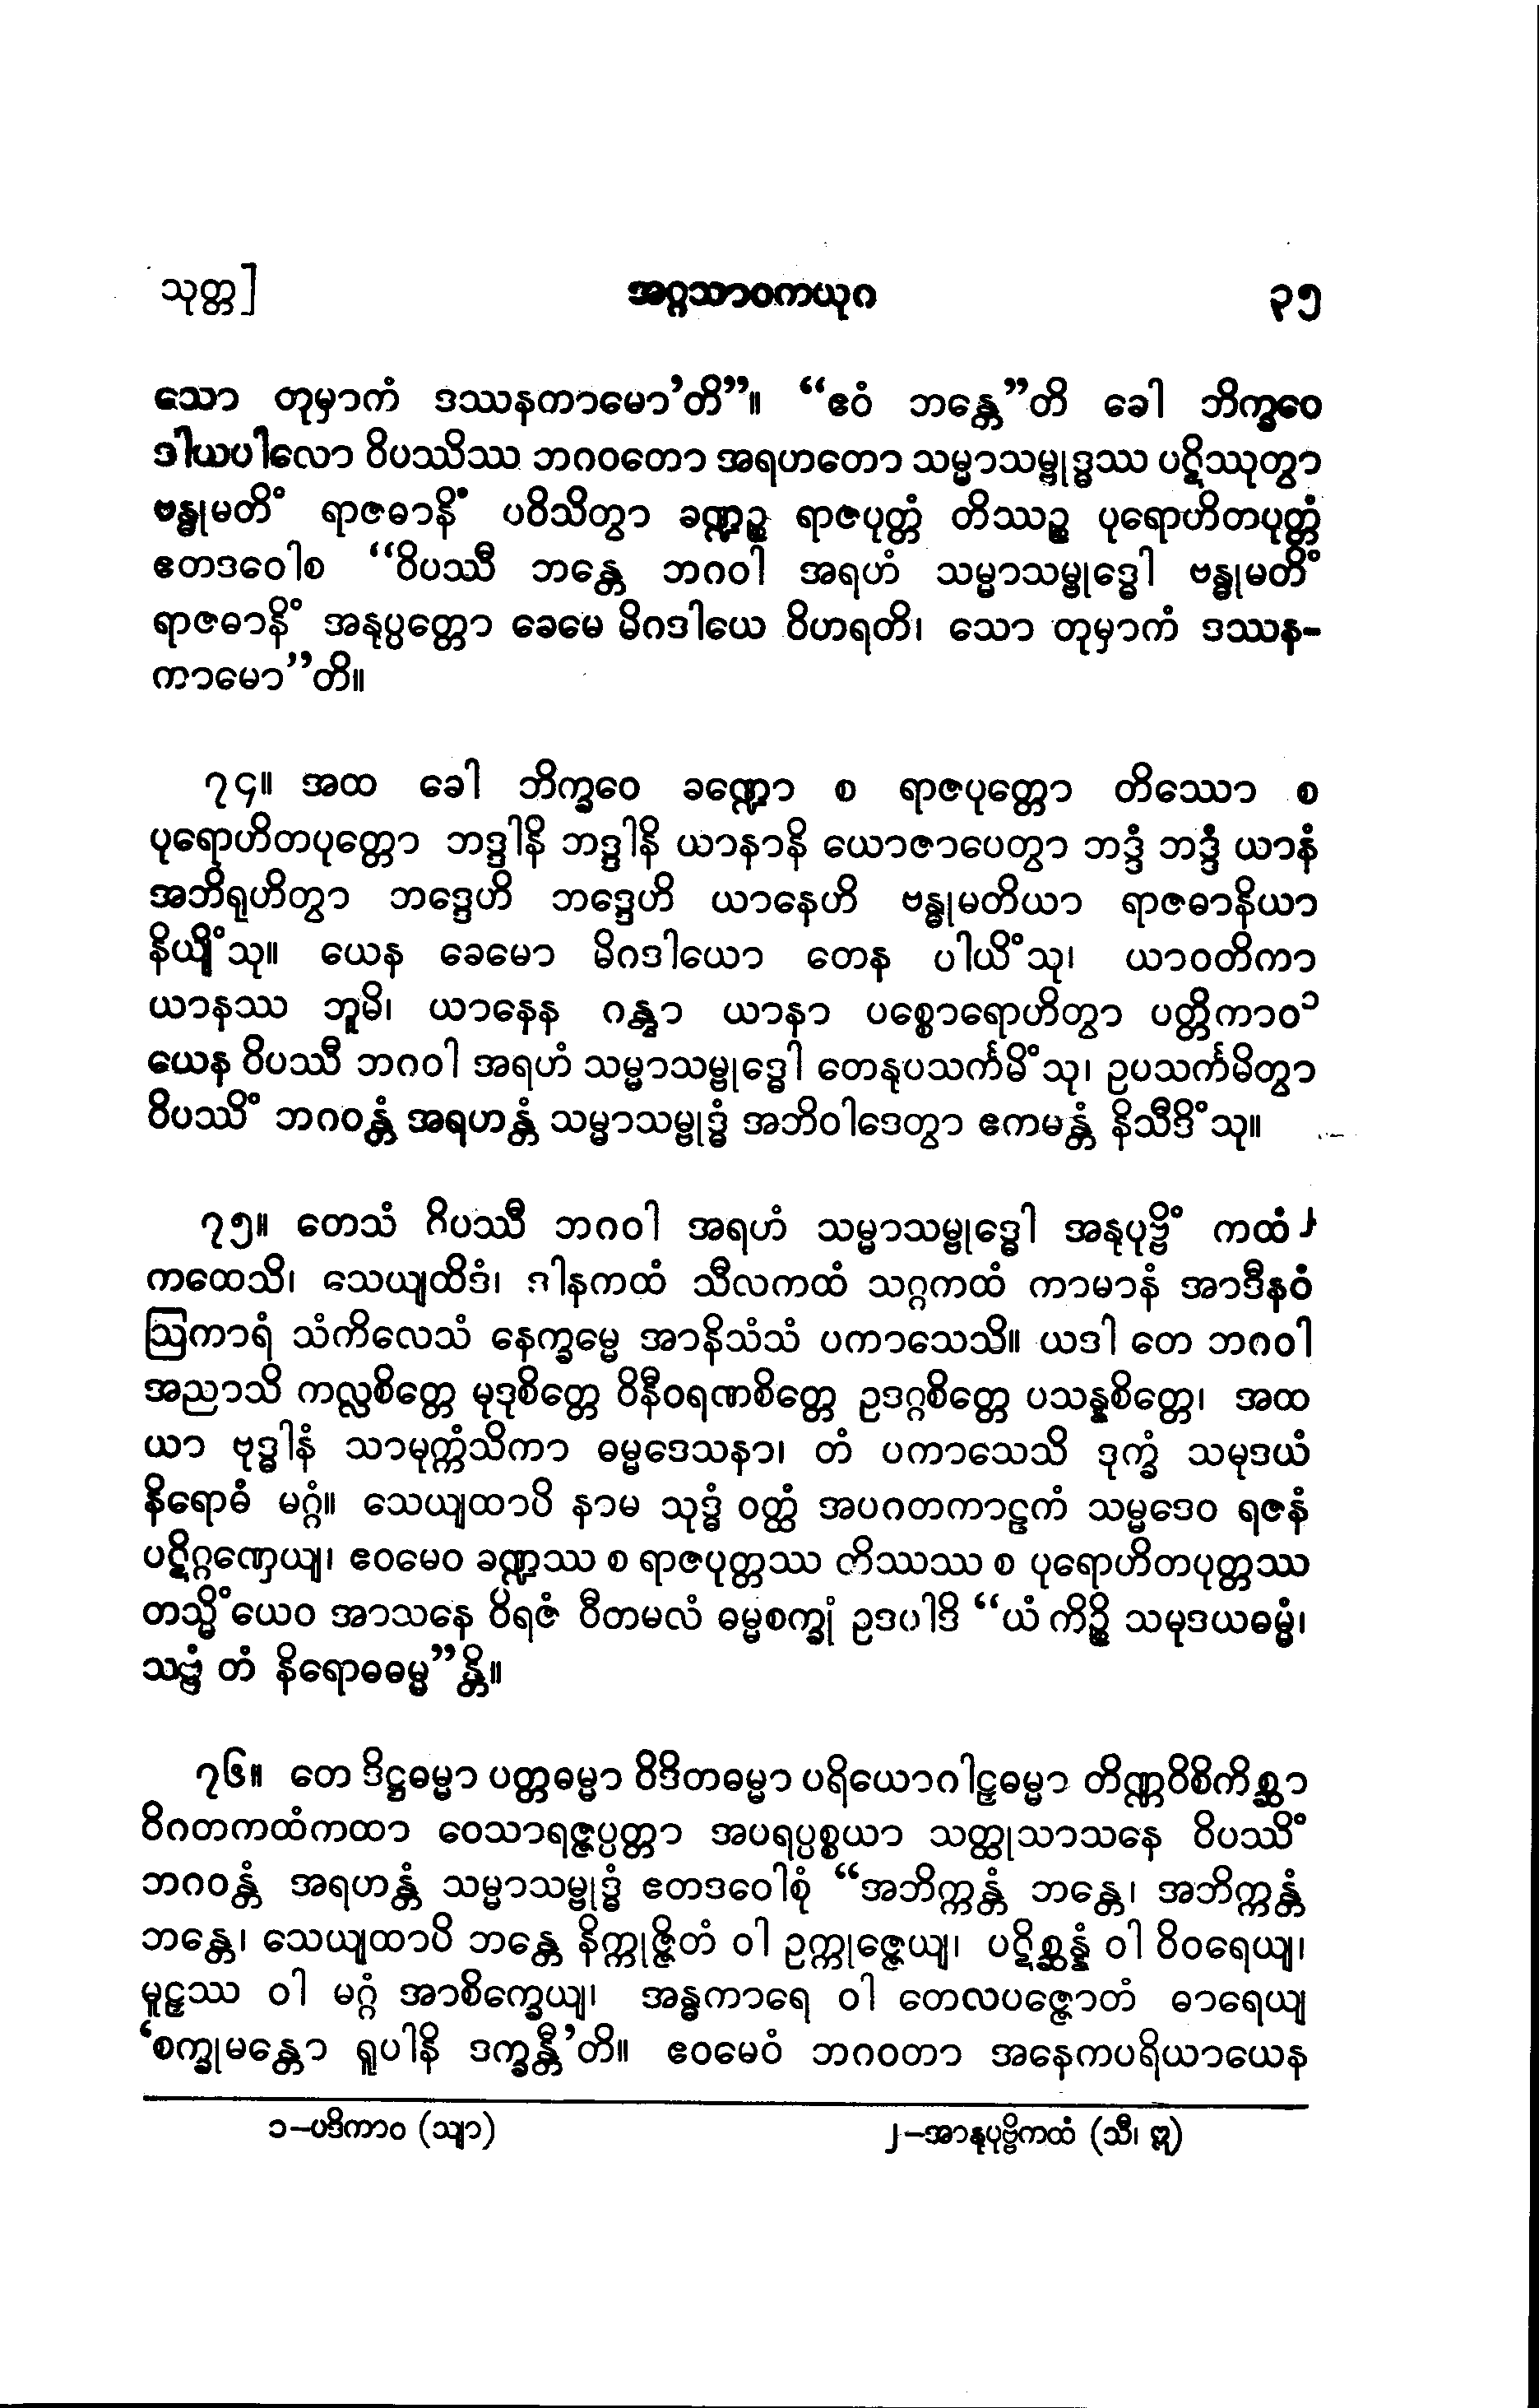 သုတ္တ]
အဂ္ဂသာဝကယုဂ
၃၅
သော တုမှာကံ ဒဿနကာမော’တိ”။ “ဧဝံ ဘန္တေ”တိ ခေါ ဘိက္ခဝေ
ဒါယပါလော ဝိပဿိဿ ဘဂဝတော အရဟတော သမ္မာသမ္ဗုဒ္ဓဿ ပဋိဿုတွာ
ဗန္ဓုမတိံ ရာဇဓာနိံ ပဝိသိတွာ ခဏ္ဍဉ္စ ရာဇပုတ္တံ တိဿဉ္စ ပုရောဟိတပုတ္တံ
ဧတဒဝေါစ “ဝိပဿီ ဘန္တေ ဘဂဝါ အရဟံ သမ္မာသမ္ဗုဒ္ဓေါ ဗန္ဓုမတိံ
ရာဇဓာနိံ အနုပ္ပတ္တော ခေမေ မိဂဒါယေ ဝိဟရတိ၊ သော တုမှာကံ ဒဿန-
ကာမော”တိ။
၇၄။ အထ ခေါ ဘိက္ခဝေ ခဏ္ဍော စ ရာဇပုတ္တော တိဿော စ
ပုရောဟိတပုတ္တော ဘဒ္ဒါနိ ဘဒ္ဒါနိ ယာနာနိ ယောဇာပေတွာ ဘဒ္ဒံ ဘဒ္ဒံ ယာနံ
အဘိရုဟိတွာ ဘဒ္ဒေဟိ ဘဒ္ဒေဟိ ယာနေဟိ ဗန္ဓုမတိယာ ရာဇဓာနိယာ
နိယျိံသု။ ယေန ခေမော မိဂဒါယော တေန ပါယိံသု၊ ယာဝတိကာ
ယာနဿ ဘူမိ၊ ယာနေန ဂန္တွာ ယာနာ ပစ္စောရောဟိတွာ ပတ္တိကာဝ၁
ယေန ဝိပဿီ ဘဂဝါ အရဟံ သမ္မာသမ္ဗုဒ္ဓေါ တေနုပသင်္ကမိံသု၊ ဥပသင်္ကမိတွာ
ဝိပဿိံ ဘဂဝန္တံ အရဟန္တံ သမ္မာသမ္ဗုဒ္ဓံ အဘိဝါဒေတွာ ဧကမန္တံ နိသီဒိံသု။
၇၅။ တေသံ ဝိပဿီ ဘဂဝါ အရဟံ သမ္မာသမ္ဗုဒ္ဓေါ အနုပုဗ္ဗိံ ကထံ၂
ကထေသိ၊ သေယျထိဒံ၊ ဒါနကထံ သီလကထံ သဂ္ဂကထံ ကာမာနံ အာဒီနဝံ
ဩကာရံ သံကိလေသံ နေက္ခမ္မေ အာနိသံသံ ပကာသေသိ။ ယဒါ တေ ဘဂဝါ
အညာသိ ကလ္လစိတ္တေ မုဒုစိတ္တေ ဝိနီဝရဏစိတ္တေ ဥဒဂ္ဂစိတ္တေ ပသန္နစိတ္တေ၊ အထ
ယာ ဗုဒ္ဓါနံ သာမုက္ကံသိကာ ဓမ္မဒေသနာ၊ တံ ပကာသေသိ ဒုက္ခံ သမုဒယံ
နိရောဓံ မဂ္ဂံ။ သေယျထာပိ နာမ သုဒ္ဓံ ဝတ္ထံ အပဂတကာဠကံ သမ္မဒေဝ ရဇနံ
ပဋိဂ္ဂဏှေယျ၊ ဧဝမေဝ ခဏ္ဍဿ စ ရာဇပုတ္တဿ တိဿဿ စ ပုရောဟိတပုတ္တဿ
တသ္မိံယေဝ အာသနေ ဝိရဇံ ဝီတမလံ ဓမ္မစက္ခုံ ဥဒပါဒိ “ယံ ကိဉ္စိ သမုဒယဓမ္မံ၊
သဗ္ဗံ တံ နိရောဓဓမ္မ”န္တိ။
၇၆။ တေ ဒိဋ္ဌဓမ္မာ ပတ္တဓမ္မာ ဝိဒိတဓမ္မာ ပရိယောဂါဠှဓမ္မာ တိဏ္ဏဝိစိကိစ္ဆာ
ဝိဂတကထံကထာ ဝေသာရဇ္ဇပ္ပတ္တာ အပရပ္ပစ္စယာ သတ္ထုသာသနေ ဝိပဿိံ
ဘဂဝန္တံ အရဟန္တံ သမ္မာသမ္ဗုဒ္ဓံ ဧတဒဝေါစုံ “အဘိက္ကန္တံ ဘန္တေ၊ အဘိက္ကန္တံ
ဘန္တေ၊ သေယျထာပိ ဘန္တေ နိက္ကုဇ္ဇိတံ ဝါ ဥက္ကုဇ္ဇေယျ၊ ပဋိစ္ဆန္နံ ဝါ ဝိဝရေယျ၊
မူဠှဿ ဝါ မဂ္ဂံ အာစိက္ခေယျ၊ အန္ဓကာရေ ဝါ တေလပဇ္ဇောတံ ဓာရေယျ
‘စက္ခုမန္တော ရူပါနိ ဒက္ခန္တီ’တိ။ ဧဝမေဝံ ဘဂဝတာ အနေကပရိယာယေန
၁–ပဒိကာဝ (သျာ)
၂–အာနုပုဗ္ဗိကထံ (သီ၊ ဣ)